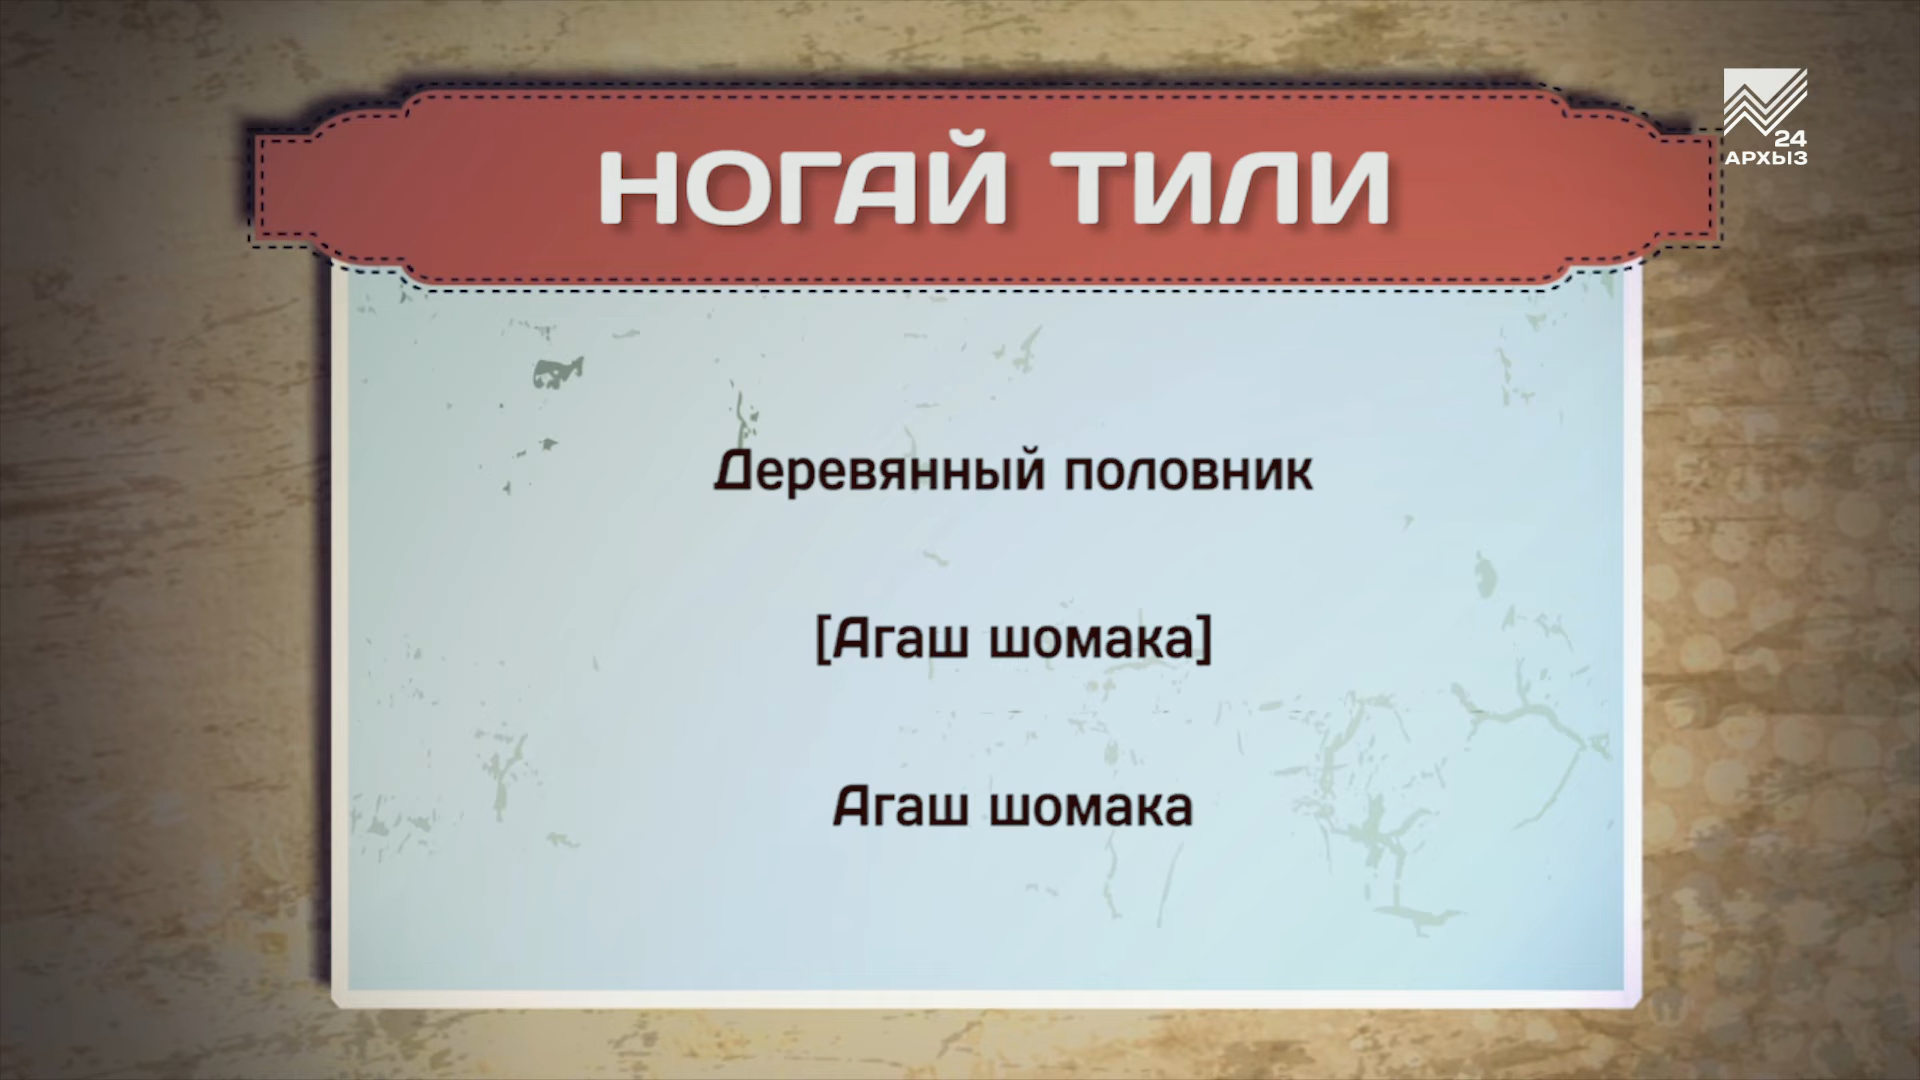 24
АРХЫЗ
НОГАЙ ТИЛИ
Деревянный половник
[Агаш шомака]
Агаш шомака